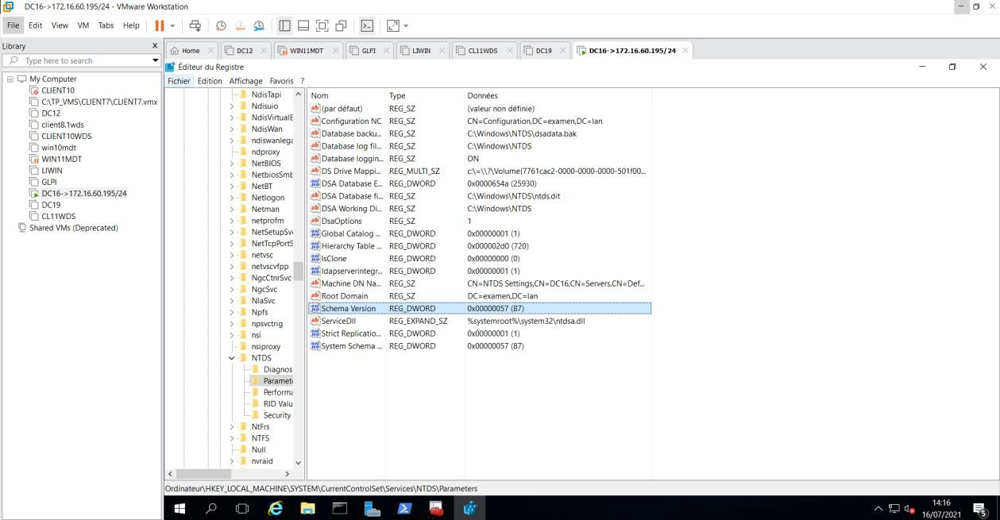 DC16->172.16.60.195/24 - VMware Workstation
File Edit View VM Tabs Help
Library X
Type here to search
My Computer
CLIENT10
C:\TP_VMS\CLIENT7\CLIENT7.vmx
DC12
client8.1wds
CLIENT10WDS
win10mdt
WIN11MDT
LIWIN
GLPI
DC16->172.16.60.195/24
DC19
CL11WDS
Shared VMs (Deprecated)
Home DC12 WIN11MDT GLPI LIWIN CL11WDS DC19 DC16->172.16.60.195/24
Éditeur du Registre
Fichier Edition Affichage Favoris ?
NdisTapi
Ndisuio
NdisVirtualE
NdisWan
ndiswanlega
ndproxy
NetBIOS
NetbiosSmb
NetBT
Netlogon
Netman
netprofm
NetSetupSv
NetTcpPortS
netvsc
netvscvfpp
NgcCtnrSvc
NgcSvc
NlaSvc
Npfs
npsvctrig
nsi
nsiproxy
NTDS
Diagnos
Paramete
Performa
RID Valu
Security
NtFrs
NTFS
Null
nvraid
Nom Type Données
(par défaut) REG_SZ (valeur non définie)
Configuration NC REG_SZ CN=Configuration,DC=examen,DC=lan
Database backu... REG_SZ C:\Windows\NTDS\dsadata.bak
Database log fil... REG_SZ C:\Windows\NTDS
Database loggin... REG_SZ ON
DS Drive Mappi... REG_MULTI_SZ c:\=\\?\Volume{7761cac2-0000-0000-0000-501f00...
DSA Database E... REG_DWORD 0x0000654a (25930)
DSA Database fi... REG_SZ C:\Windows\NTDS\ntds.dit
DSA Working Di... REG_SZ C:\Windows\NTDS
DsaOptions REG_SZ 1
Global Catalog ... REG_DWORD 0x00000001 (1)
Hierarchy Table ... REG_DWORD 0x000002d0 (720)
IsClone REG_DWORD 0x00000000 (0)
ldapserverintegr... REG_DWORD 0x00000001 (1)
Machine DN Na... REG_SZ CN=NTDS Settings,CN=DC16,CN=Servers,CN=Def...
Root Domain REG_SZ DC=examen,DC=lan
Schema Version REG_DWORD 0x00000057 (87)
ServiceDll REG_EXPAND_SZ %systemroot%\system32\ntdsa.dll
Strict Replicatio... REG_DWORD 0x00000001 (1)
System Schema ... REG_DWORD 0x00000057 (87)
Ordinateur\HKEY_LOCAL_MACHINE\SYSTEM\CurrentControlSet\Services\NTDS\Parameters
14:16
16/07/2021
5